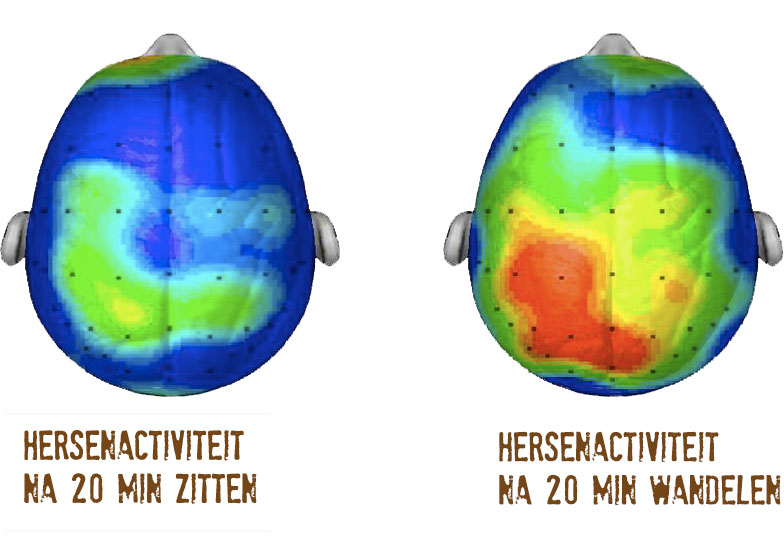 HERSENACTIVITEIT
NA 20 MIN ZITTEN
HERSENACTIVITEIT
NA 20 MIN WANDELEN